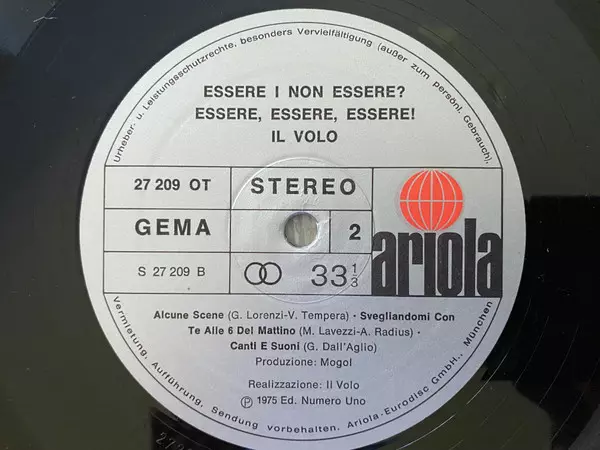 Urheber- u. Leistungsschutzrechte, besonders Vervielfältigung (außer zum persönl. Gebrauch).
ESSERE I NON ESSERE?
ESSERE, ESSERE, ESSERE!
IL VOLO
27 209 OT
STEREO
GEMA
2
ariola
S 27 209 B
33 1/3
Alcune Scene (G. Lorenzi-V. Tempera) · Svegliandomi Con
Te Alle 6 Del Mattino (M. Lavezzi-A. Radius) ·
Canti E Suoni (G. Dall'Aglio)
Produzione: Mogol
Realizzazione: Il Volo
℗ 1975 Ed. Numero Uno
Vermietung, Aufführung, Sendung vorbehalten. Ariola-Eurodisc GmbH., München